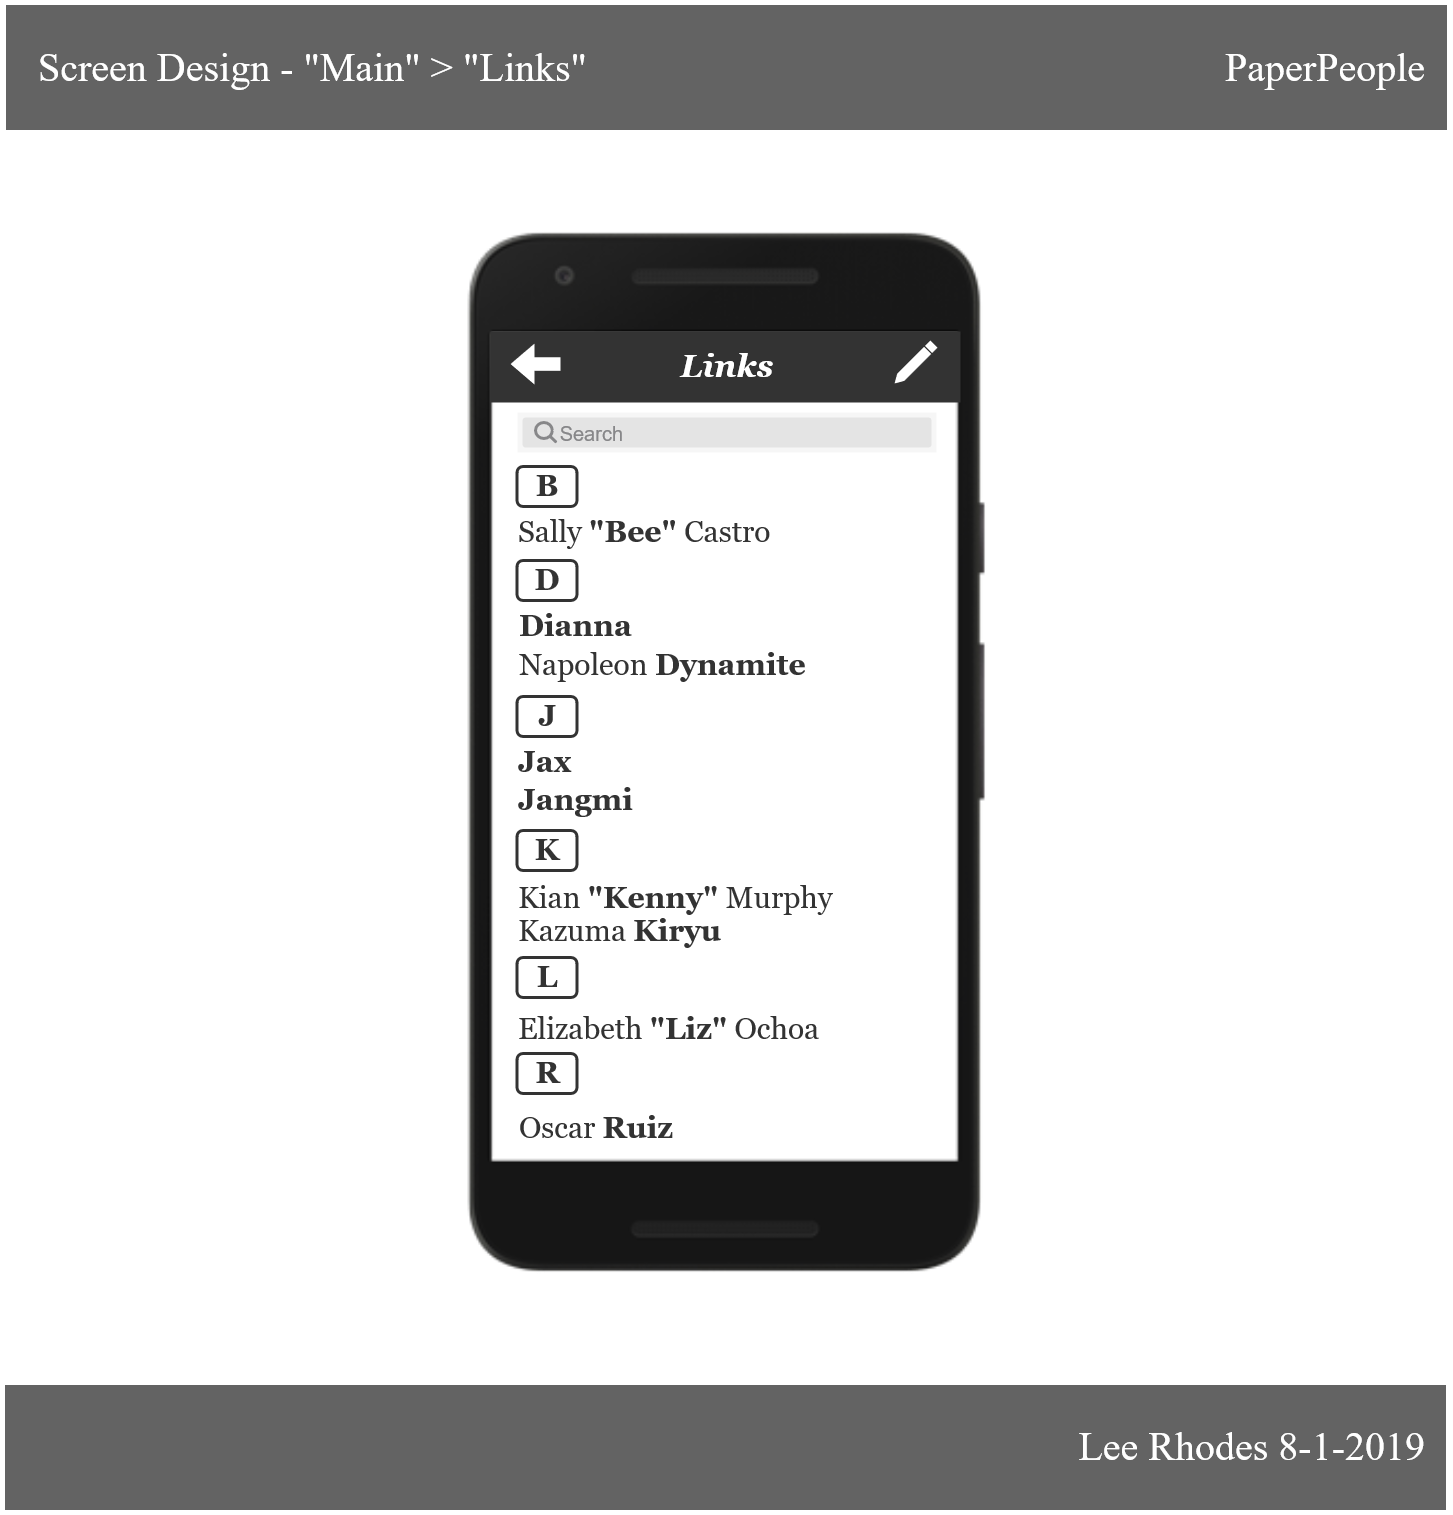 Screen Design - "Main" > "Links"
PaperPeople
Links
Search
B
Sally "Bee" Castro
D
Dianna
Napoleon Dynamite
J
Jax
Jangmi
K
Kian "Kenny" Murphy
Kazuma Kiryu
L
Elizabeth "Liz" Ochoa
R
Oscar Ruiz
Lee Rhodes 8-1-2019